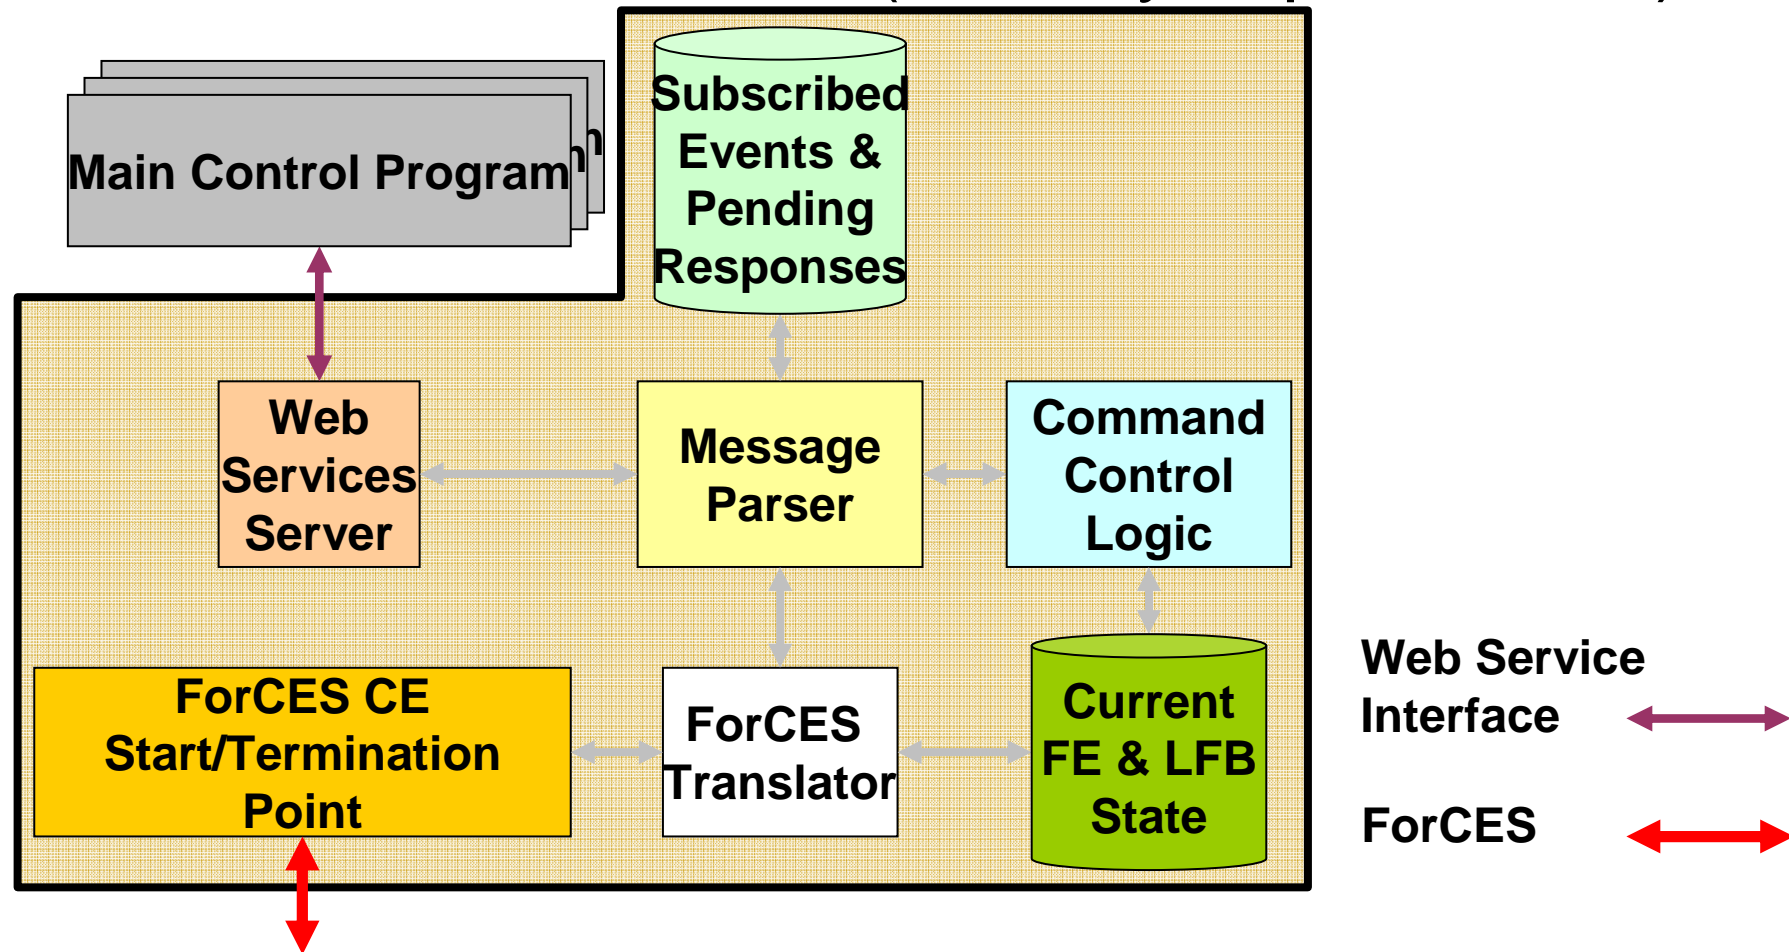 Main Control Program
Subscribed
Events &
Pending
Responses
Web
Services
Server
Message
Parser
Command
Control
Logic
ForCES CE
Start/Termination
Point
ForCES
Translator
Current
FE & LFB
State
Web Service
Interface
ForCES